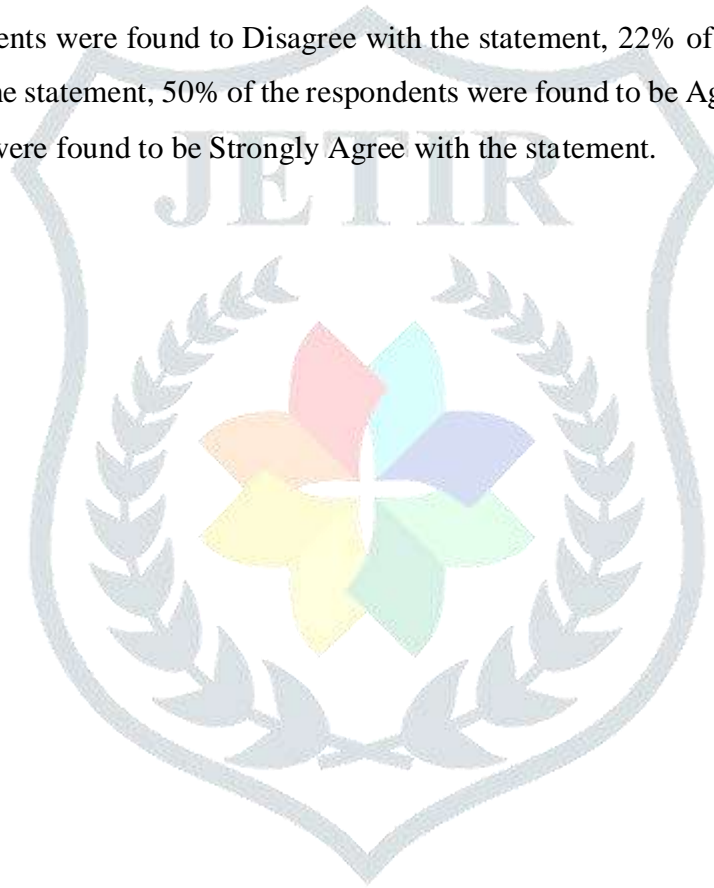 ents were found to Disagree with the statement, 22% of
e statement, 50% of the respondents were found to be Ag
were found to be Strongly Agree with the statement.
JETIR